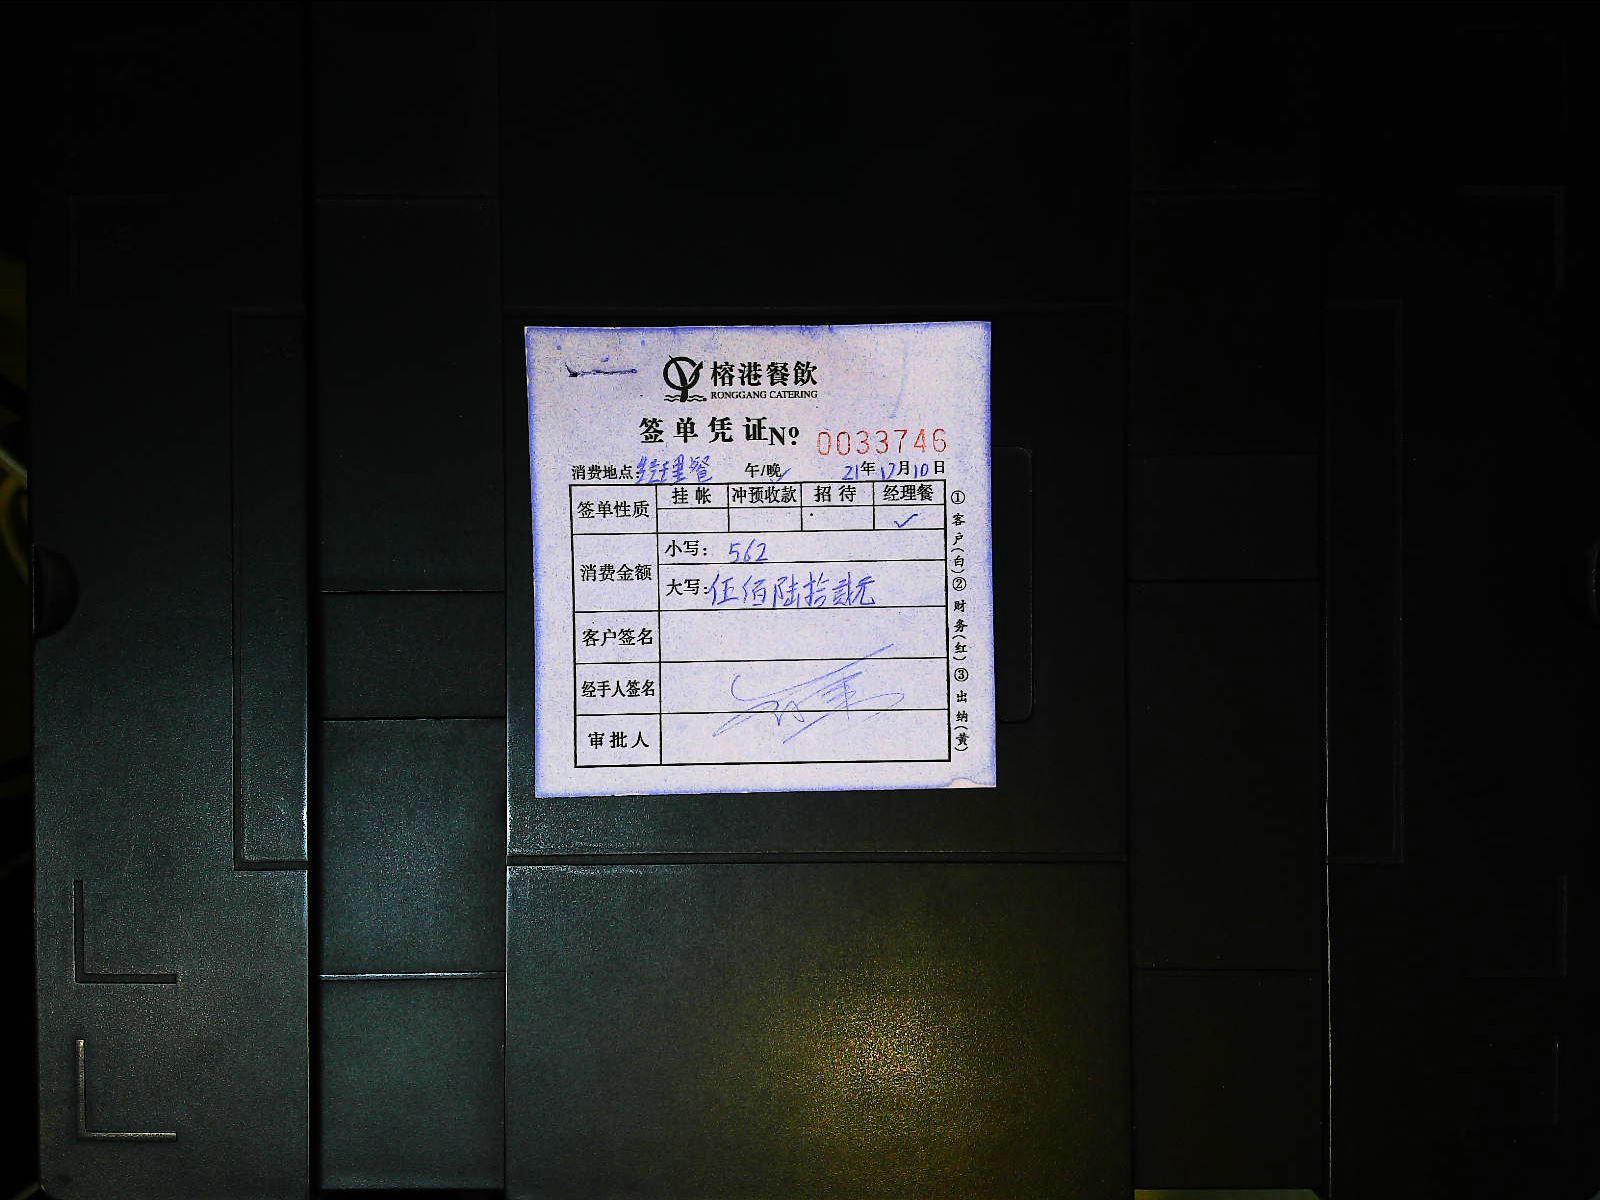 榕港餐飲
RONGGANG CATERING
签单凭证 No 0033746
消费地点:经理餐 午/晚✓ 21年12月10日
签单性质 挂帐 冲预收款 招待 经理餐
✓
消费金额 小写: 562
大写:伍佰陆拾贰元
客户签名
经手人签名
审批人
①客户(白)②财务(红)③出纳(黄)